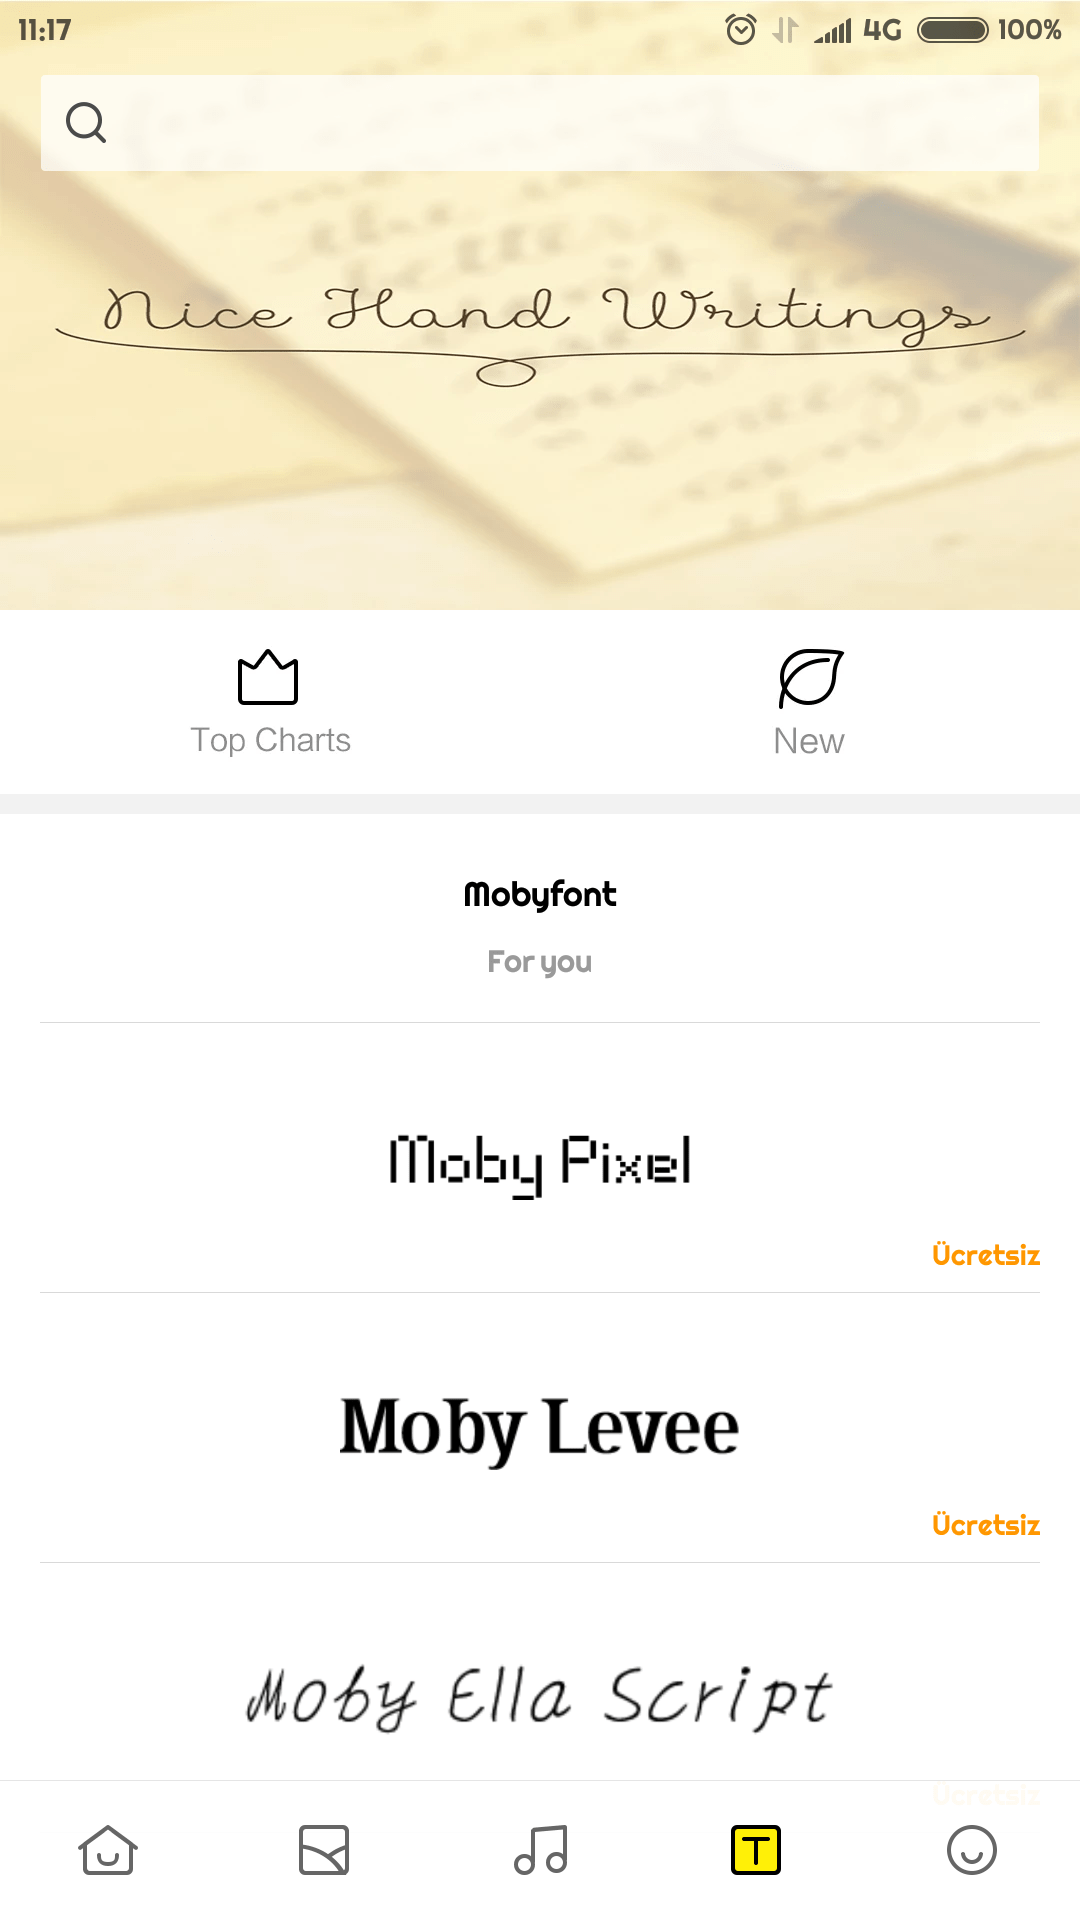 11:17 4G 100%
Nice Hand Writings
Top Charts
New
Mobyfont
For you
Moby Pixel
Ücretsiz
Moby Levee
Ücretsiz
Moby Ella Script
Ücretsiz
T